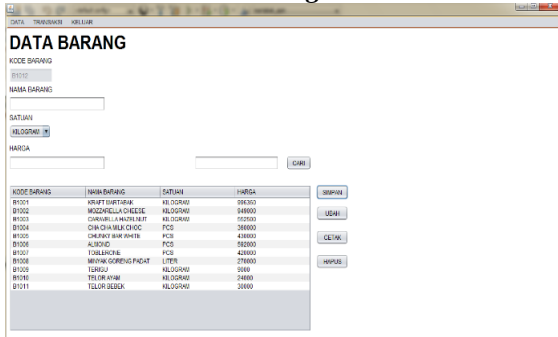 DATA TRANSAKSI KELUAR
DATA BARANG
KODE BARANG
B1012
NAMA BARANG
SATUAN
KILOGRAM
HARGA
CARI
KODE BARANG NAMA BARANG SATUAN HARGA
B1001 KRAFT MARTABAK KILOGRAM 896360
B1002 MOZZARELLA CHEESE KILOGRAM 949000
B1003 CARAVELLA HAZELNUT KILOGRAM 552500
B1004 CHA CHA MILK CHOC PCS 380000
B1005 CHUNKY BAR WHITE PCS 430000
B1006 ALMOND PCS 592000
B1007 TOBLERONE PCS 420000
B1008 MINYAK GORENG PADAT LITER 270000
B1009 TERIGU KILOGRAM 9000
B1010 TELOR AYAM KILOGRAM 24000
B1011 TELOR BEBEK KILOGRAM 30000
SIMPAN
UBAH
CETAK
HAPUS